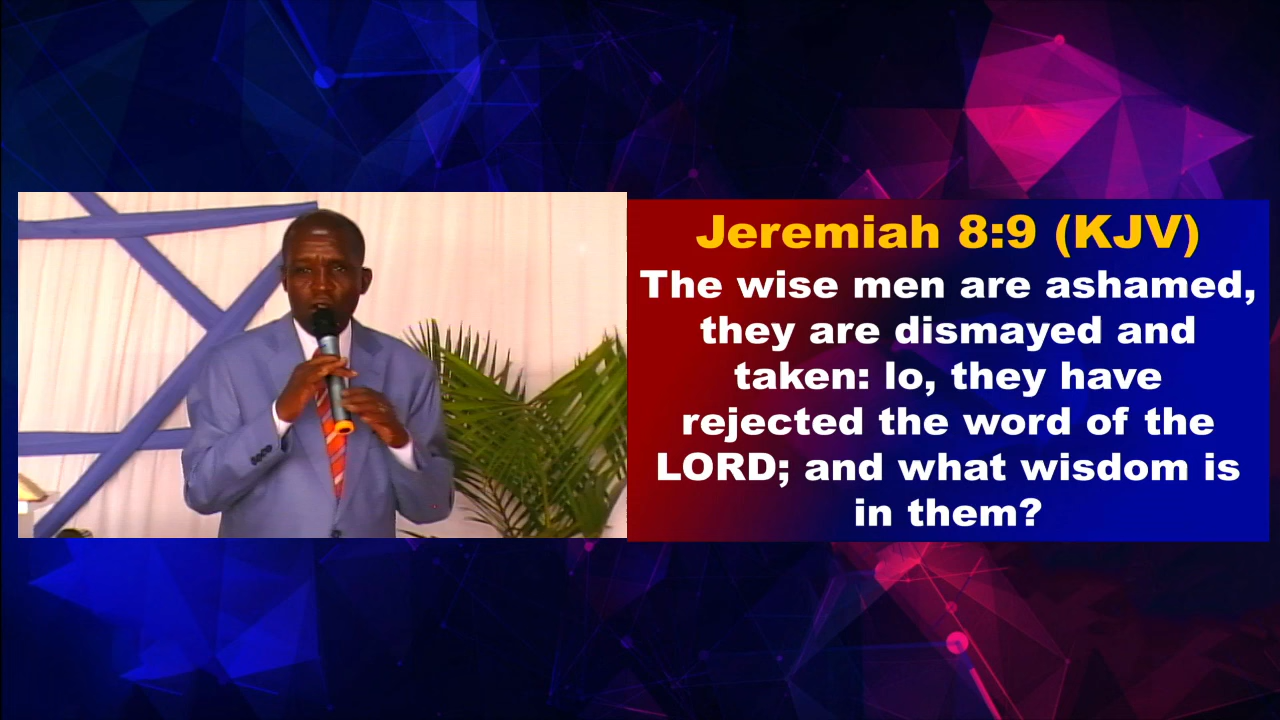 Jeremiah 8:9 (KJV)
The wise men are ashamed,
they are dismayed and
taken: lo, they have
rejected the word of the
LORD; and what wisdom is
in them?